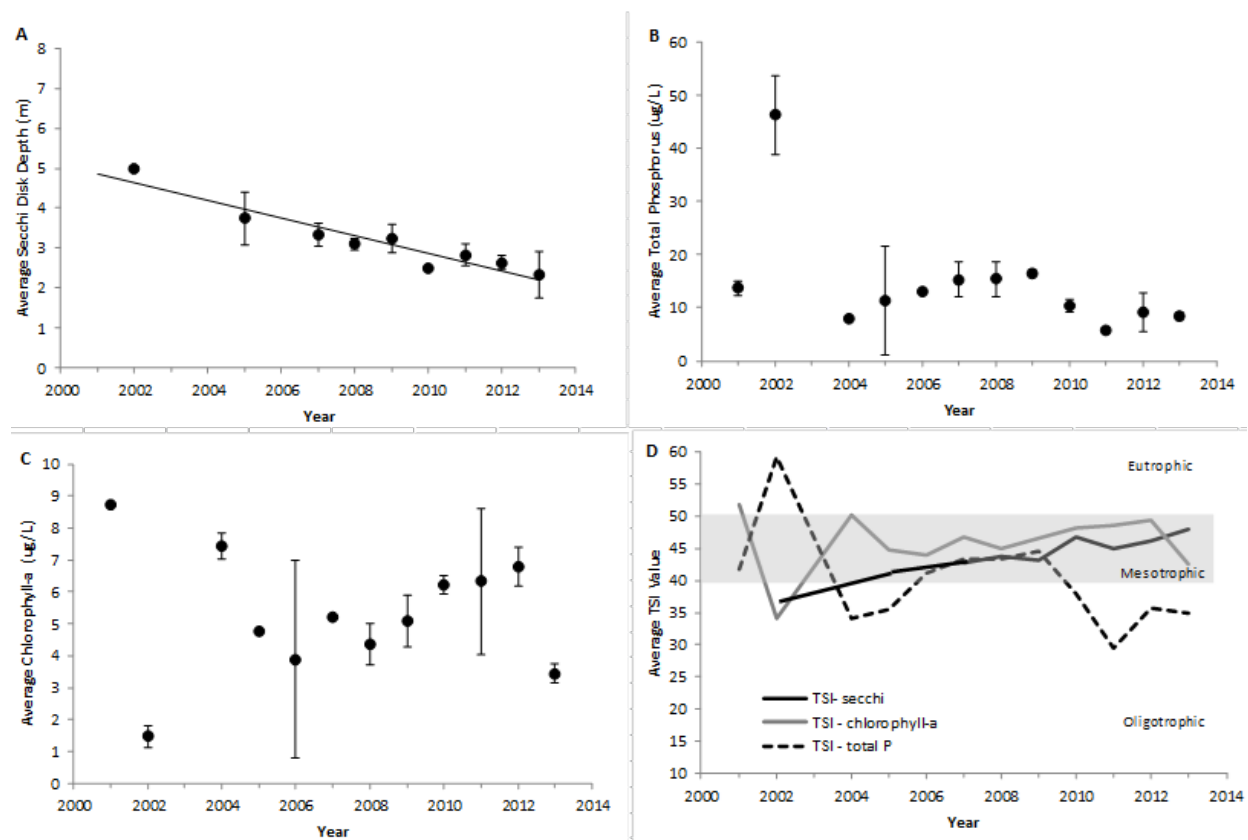 A
Average Secchi Disk Depth (m)
8
7
6
5
4
3
2
1
0
2000 2002 2004 2006 2008 2010 2012 2014
Year
B
Average Total Phosphorus (ug/L)
60
50
40
30
20
10
0
2000 2002 2004 2006 2008 2010 2012 2014
Year
C
Average Chlorophyll-a (ug/L)
10
9
8
7
6
5
4
3
2
1
0
2000 2002 2004 2006 2008 2010 2012 2014
Year
D
Average TSI Value
60
55
50
45
40
35
30
25
20
15
10
Eutrophic
Mesotrophic
Oligotrophic
TSI- secchi
TSI - chlorophyll-a
TSI - total P
2000 2002 2004 2006 2008 2010 2012 2014
Year